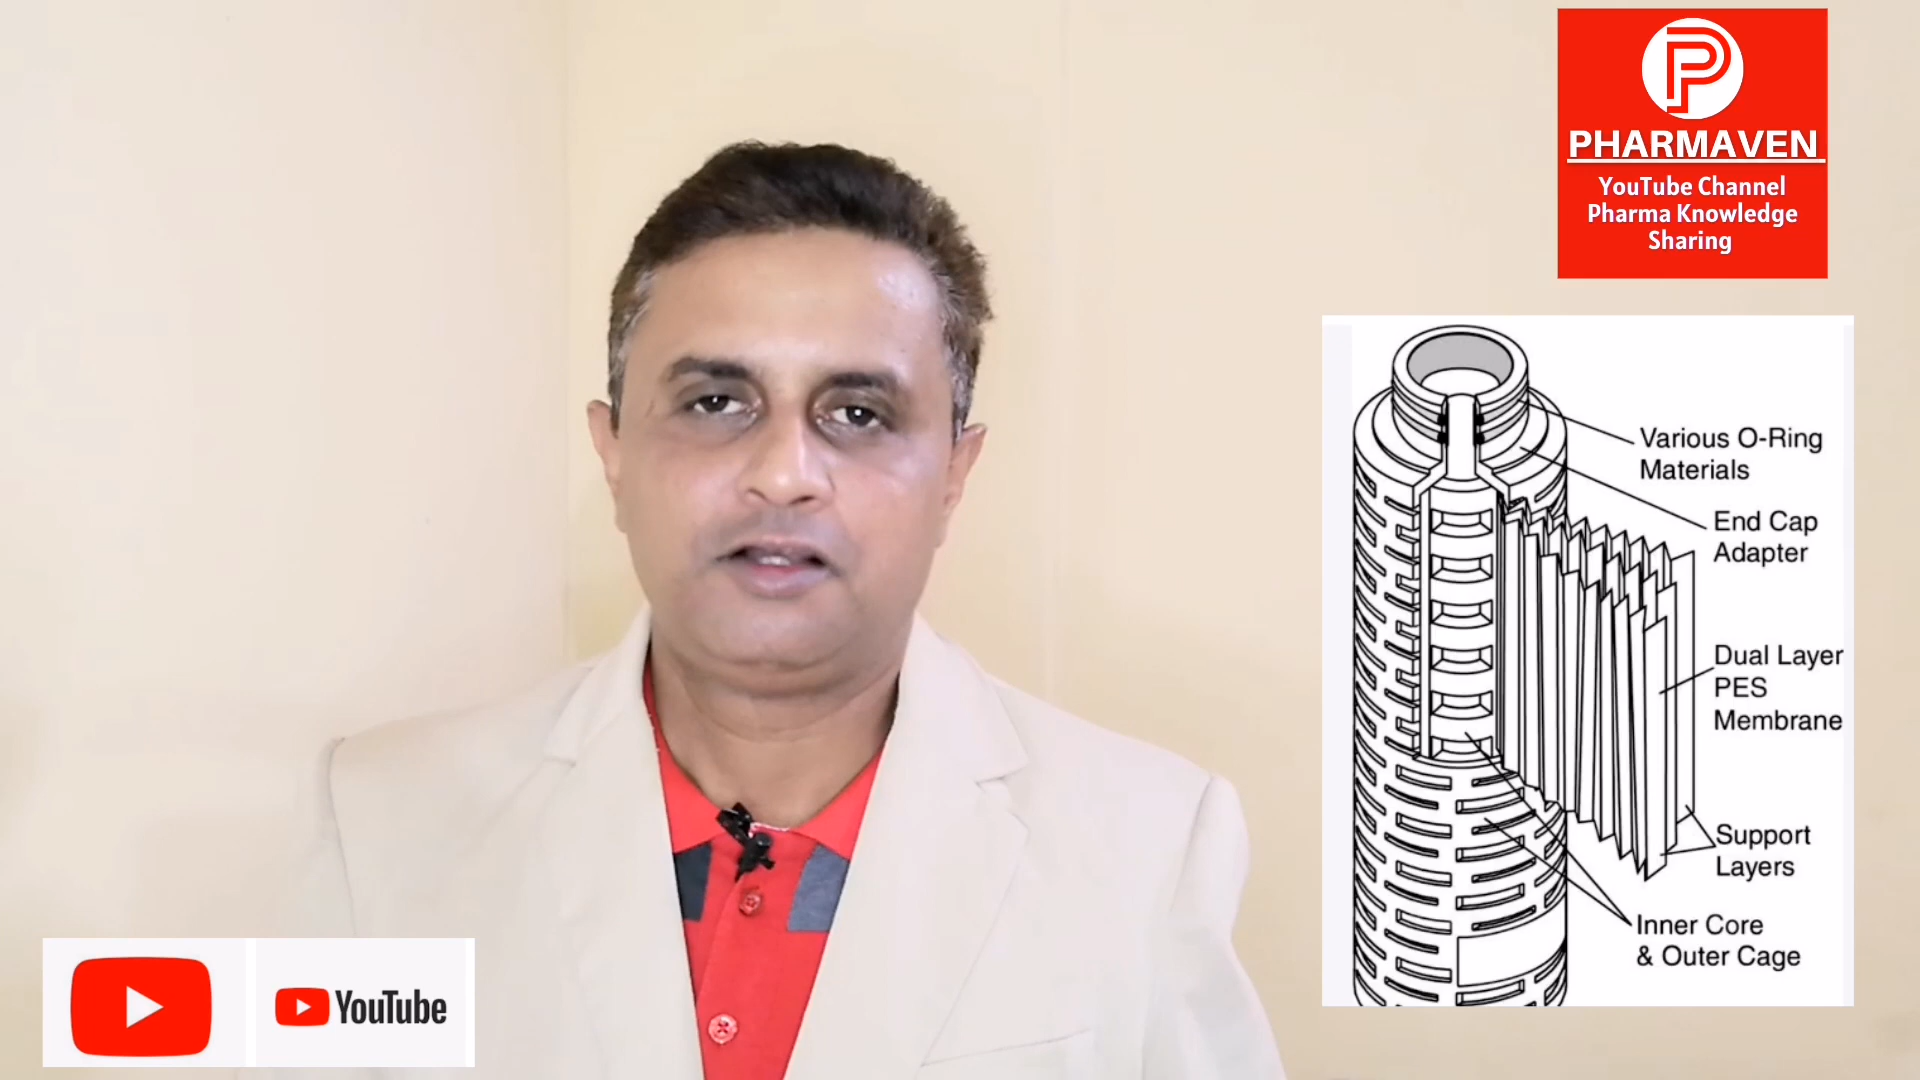 P
PHARMAVEN
YouTube Channel
Pharma Knowledge
Sharing
Various O-Ring
Materials
End Cap
Adapter
Dual Layer
PES
Membrane
Support
Layers
Inner Core
& Outer Cage
YouTube